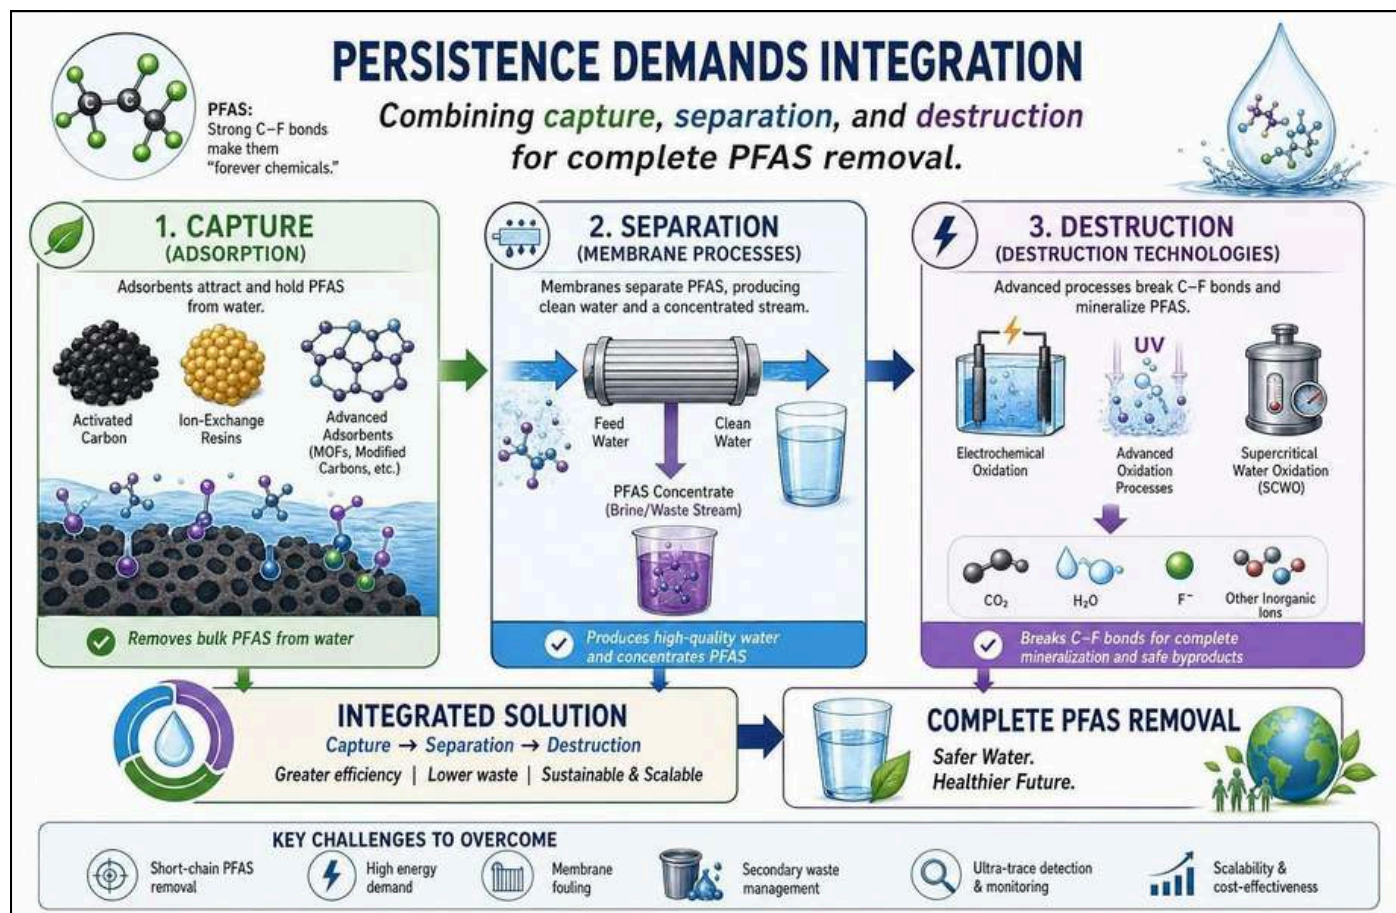 PERSISTENCE DEMANDS INTEGRATION
Combining capture, separation, and destruction
for complete PFAS removal.
C
C
PFAS:
Strong C–F bonds
make them
"forever chemicals."
1. CAPTURE
(ADSORPTION)
Adsorbents attract and hold PFAS
from water.
Activated
Carbon
Ion-Exchange
Resins
Advanced
Adsorbents
(MOFs, Modified
Carbons, etc.)
Removes bulk PFAS from water
2. SEPARATION
(MEMBRANE PROCESSES)
Membranes separate PFAS, producing
clean water and a concentrated stream.
Feed
Water
Clean
Water
PFAS Concentrate
(Brine/Waste Stream)
Produces high-quality water
and concentrates PFAS
3. DESTRUCTION
(DESTRUCTION TECHNOLOGIES)
Advanced processes break C–F bonds and
mineralize PFAS.
Electrochemical
Oxidation
UV
Advanced
Oxidation
Processes
Supercritical
Water Oxidation
(SCWO)
CO₂
H₂O
F⁻
Other Inorganic
Ions
Breaks C–F bonds for complete
mineralization and safe byproducts
INTEGRATED SOLUTION
Capture → Separation → Destruction
Greater efficiency | Lower waste | Sustainable & Scalable
COMPLETE PFAS REMOVAL
Safer Water.
Healthier Future.
KEY CHALLENGES TO OVERCOME
Short-chain PFAS
removal
High energy
demand
Membrane
fouling
Secondary waste
management
Ultra-trace detection
& monitoring
Scalability &
cost-effectiveness